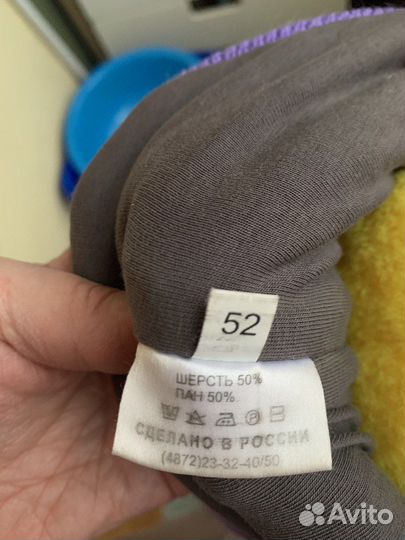 52
ШЕРСТЬ 50%
ПАН 50%
СДЕЛАНО В РОССИИ
(4872)23-32-40/50
Avito